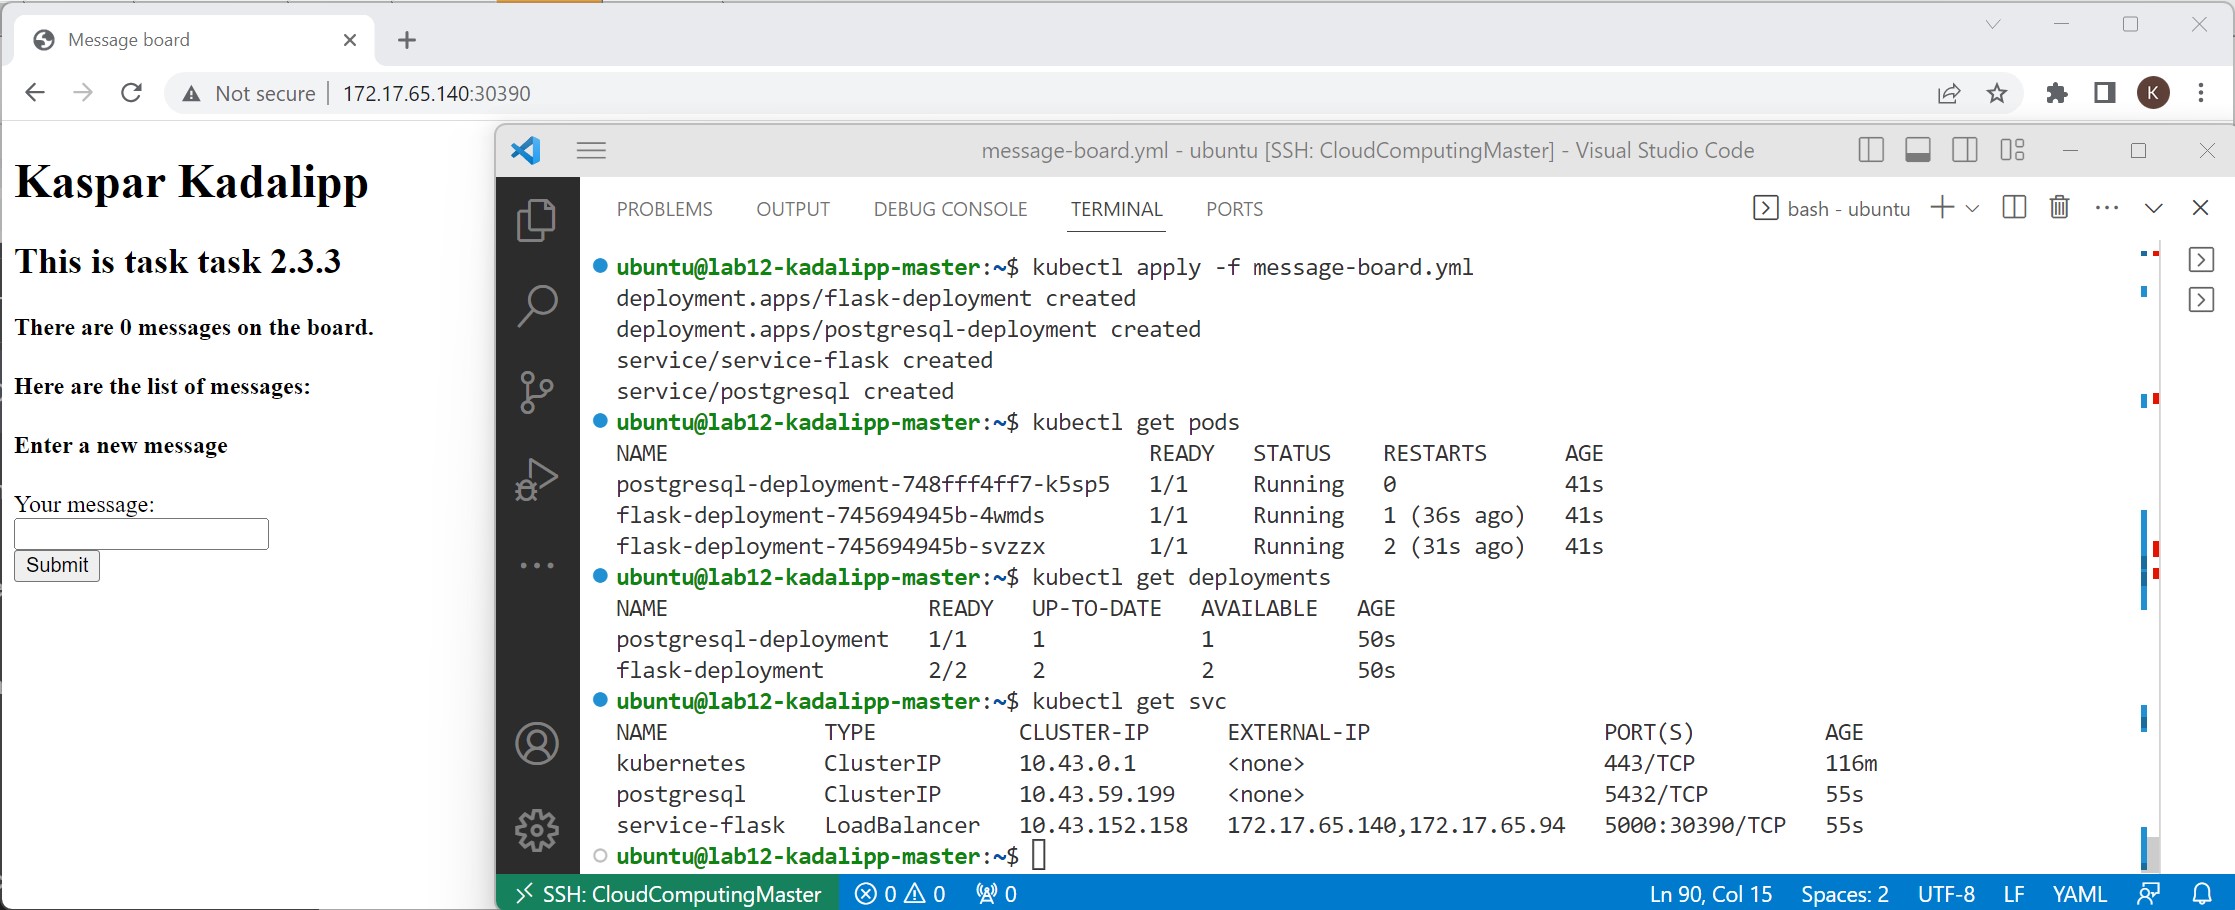 Message board
Not secure 172.17.65.140:30390
K
Kaspar Kadalipp
This is task task 2.3.3
There are 0 messages on the board.
Here are the list of messages:
Enter a new message
Your message:
Submit
message-board.yml - ubuntu [SSH: CloudComputingMaster] - Visual Studio Code
PROBLEMS OUTPUT DEBUG CONSOLE TERMINAL PORTS
bash - ubuntu
ubuntu@lab12-kadalipp-master:~$ kubectl apply -f message-board.yml
deployment.apps/flask-deployment created
deployment.apps/postgresql-deployment created
service/service-flask created
service/postgresql created
ubuntu@lab12-kadalipp-master:~$ kubectl get pods
NAME READY STATUS RESTARTS AGE
postgresql-deployment-748fff4ff7-k5sp5 1/1 Running 0 41s
flask-deployment-745694945b-4wmds 1/1 Running 1 (36s ago) 41s
flask-deployment-745694945b-svzzx 1/1 Running 2 (31s ago) 41s
ubuntu@lab12-kadalipp-master:~$ kubectl get deployments
NAME READY UP-TO-DATE AVAILABLE AGE
postgresql-deployment 1/1 1 1 50s
flask-deployment 2/2 2 2 50s
ubuntu@lab12-kadalipp-master:~$ kubectl get svc
NAME TYPE CLUSTER-IP EXTERNAL-IP PORT(S) AGE
kubernetes ClusterIP 10.43.0.1 <none> 443/TCP 116m
postgresql ClusterIP 10.43.59.199 <none> 5432/TCP 55s
service-flask LoadBalancer 10.43.152.158 172.17.65.140,172.17.65.94 5000:30390/TCP 55s
ubuntu@lab12-kadalipp-master:~$
SSH: CloudComputingMaster 0 0 0 Ln 90, Col 15 Spaces: 2 UTF-8 LF YAML